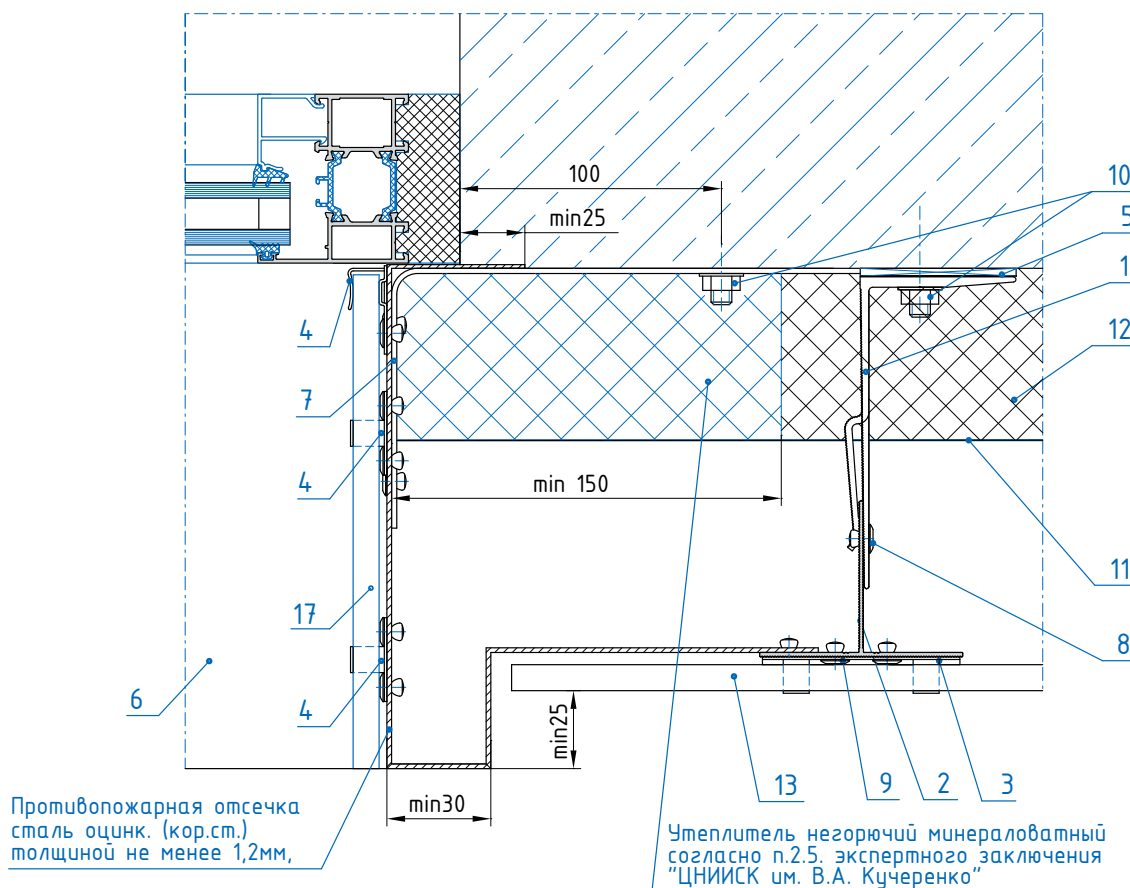 100
10
min25
5
1
4
12
7
4
min 150
11
17
8
6
4
min25
13
9
2
3
min30
Противопожарная отсечка
сталь оцинк. (кор.ст.)
толщиной не менее 1,2мм,
Утеплитель негорючий минераловатный
согласно п.2.5. экспертного заключения
"ЦНИИСК им. В.А. Кучеренко"